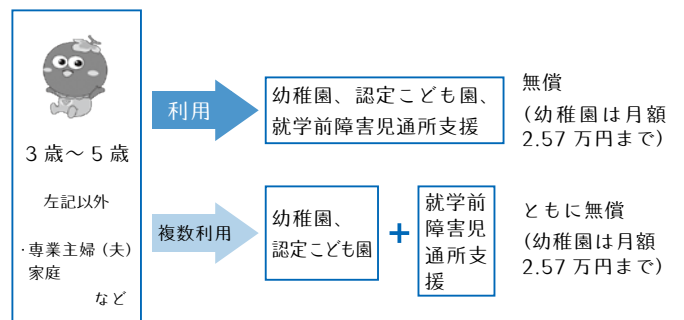 3歳～5歳
左記以外
・専業主婦（夫）
家庭
など
利用
幼稚園、認定こども園、
就学前障害児通所支援
無償
(幼稚園は月額
2.57万円まで)
複数利用
幼稚園、
認定こども園
+
就学前
障害児
通所支
援
ともに無償
(幼稚園は月額
2.57万円まで)